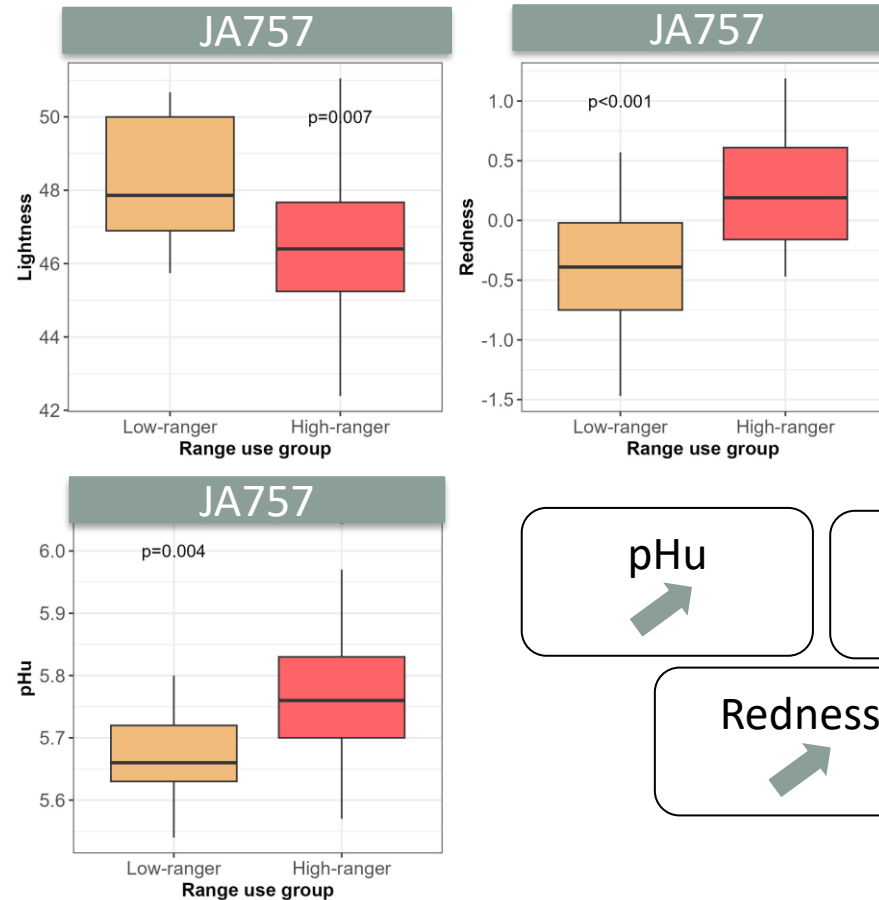 JA757
Lightness
50
48
46
44
42
p=0.007
Low-ranger
High-ranger
Range use group
JA757
Redness
1.0
0.5
0.0
-0.5
-1.0
-1.5
p<0.001
Low-ranger
High-ranger
Range use group
JA757
pHu
6.0
5.9
5.8
5.7
5.6
p=0.004
Low-ranger
High-ranger
Range use group
pHu
Redness